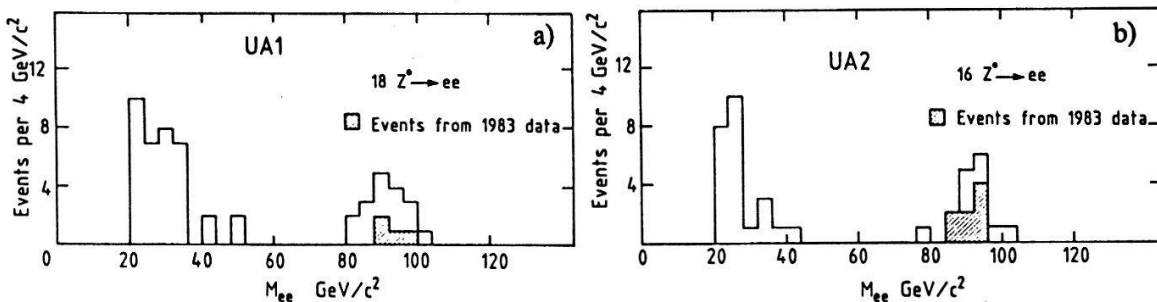 a)
UA1
18 Z° → ee
Events from 1983 data
Events per 4 GeV/c²
12
8
4
0
20
40
60
80
100
120
Mee GeV/c²
b)
UA2
16 Z° → ee
Events from 1983 data
Events per 4 GeV/c²
12
8
4
0
20
40
60
80
100
120
Mee GeV/c²